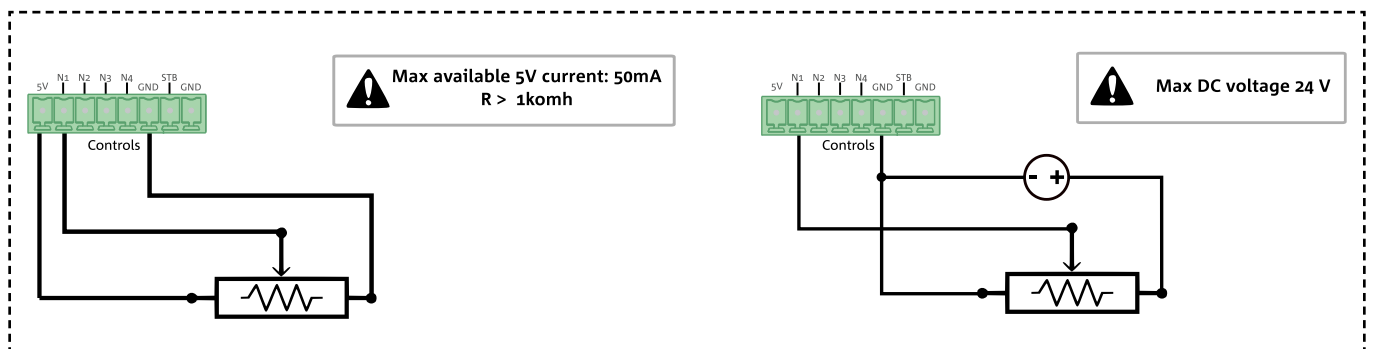 5V N1 N2 N3 N4 GND STB GND
Controls
Max available 5V current: 50mA
R > 1komh
5V N1 N2 N3 N4 GND STB GND
Controls
- +
Max DC voltage 24 V